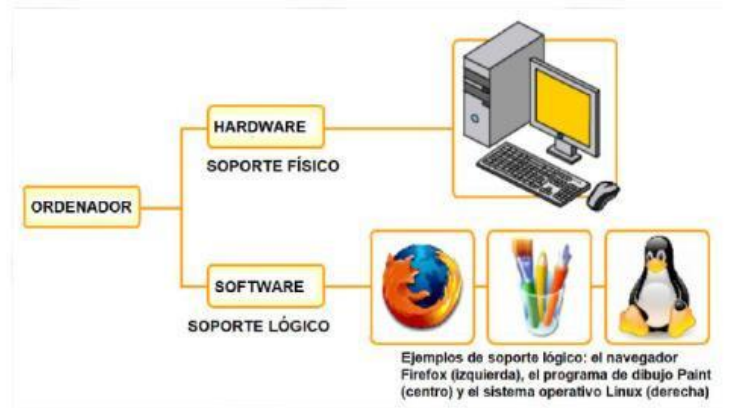 HARDWARE
SOPORTE FÍSICO
ORDENADOR
SOFTWARE
SOPORTE LÓGICO
Ejemplos de soporte lógico: el navegador
Firefox (izquierda), el programa de dibujo Paint
(centro) y el sistema operativo Linux (derecha)